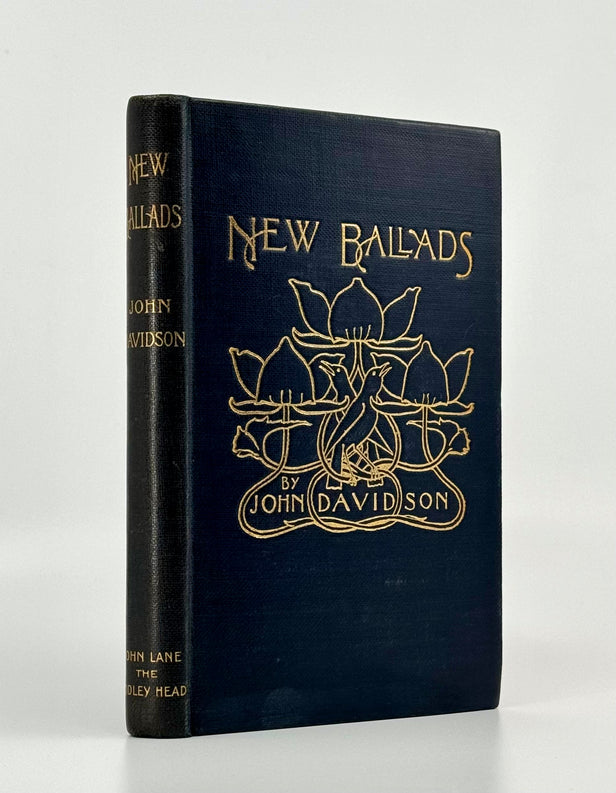 NEW
BALLADS
JOHN
DAVIDSON
JOHN LANE
THE
BODLEY HEAD
NEW BALLADS
BY
JOHN DAVIDSON